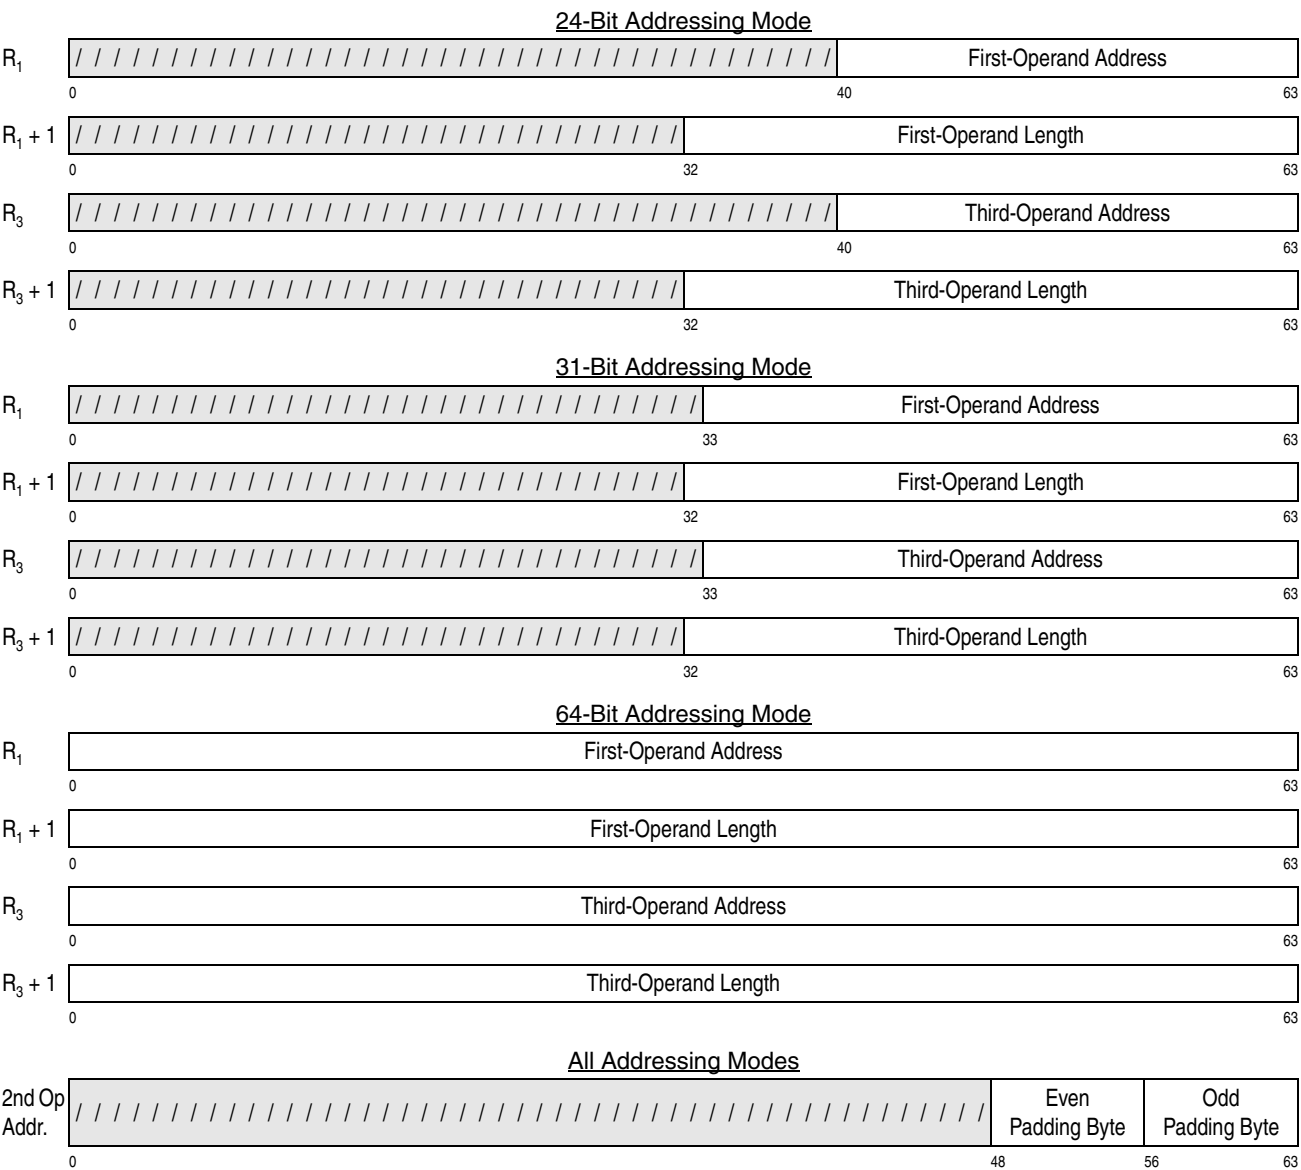 24-Bit Addressing Mode
R₁ / / / / / / / / / / / / / / / / / / / / / / / / / / / / / / / / / / / / / / / / First-Operand Address
0 40 63
R₁ + 1 / / / / / / / / / / / / / / / / / / / / / / / / / / / / / / / / First-Operand Length
0 32 63
R₃ / / / / / / / / / / / / / / / / / / / / / / / / / / / / / / / / / / / / / / / / Third-Operand Address
0 40 63
R₃ + 1 / / / / / / / / / / / / / / / / / / / / / / / / / / / / / / / / Third-Operand Length
0 32 63
31-Bit Addressing Mode
R₁ / / / / / / / / / / / / / / / / / / / / / / / / / / / / / / / / / First-Operand Address
0 33 63
R₁ + 1 / / / / / / / / / / / / / / / / / / / / / / / / / / / / / / / / First-Operand Length
0 32 63
R₃ / / / / / / / / / / / / / / / / / / / / / / / / / / / / / / / / / Third-Operand Address
0 33 63
R₃ + 1 / / / / / / / / / / / / / / / / / / / / / / / / / / / / / / / / Third-Operand Length
0 32 63
64-Bit Addressing Mode
R₁ First-Operand Address
0 63
R₁ + 1 First-Operand Length
0 63
R₃ Third-Operand Address
0 63
R₃ + 1 Third-Operand Length
0 63
All Addressing Modes
2nd Op Addr. / / / / / / / / / / / / / / / / / / / / / / / / / / / / / / / / / / / / / / / / / / / / / / / / Even Padding Byte Odd Padding Byte
0 48 56 63